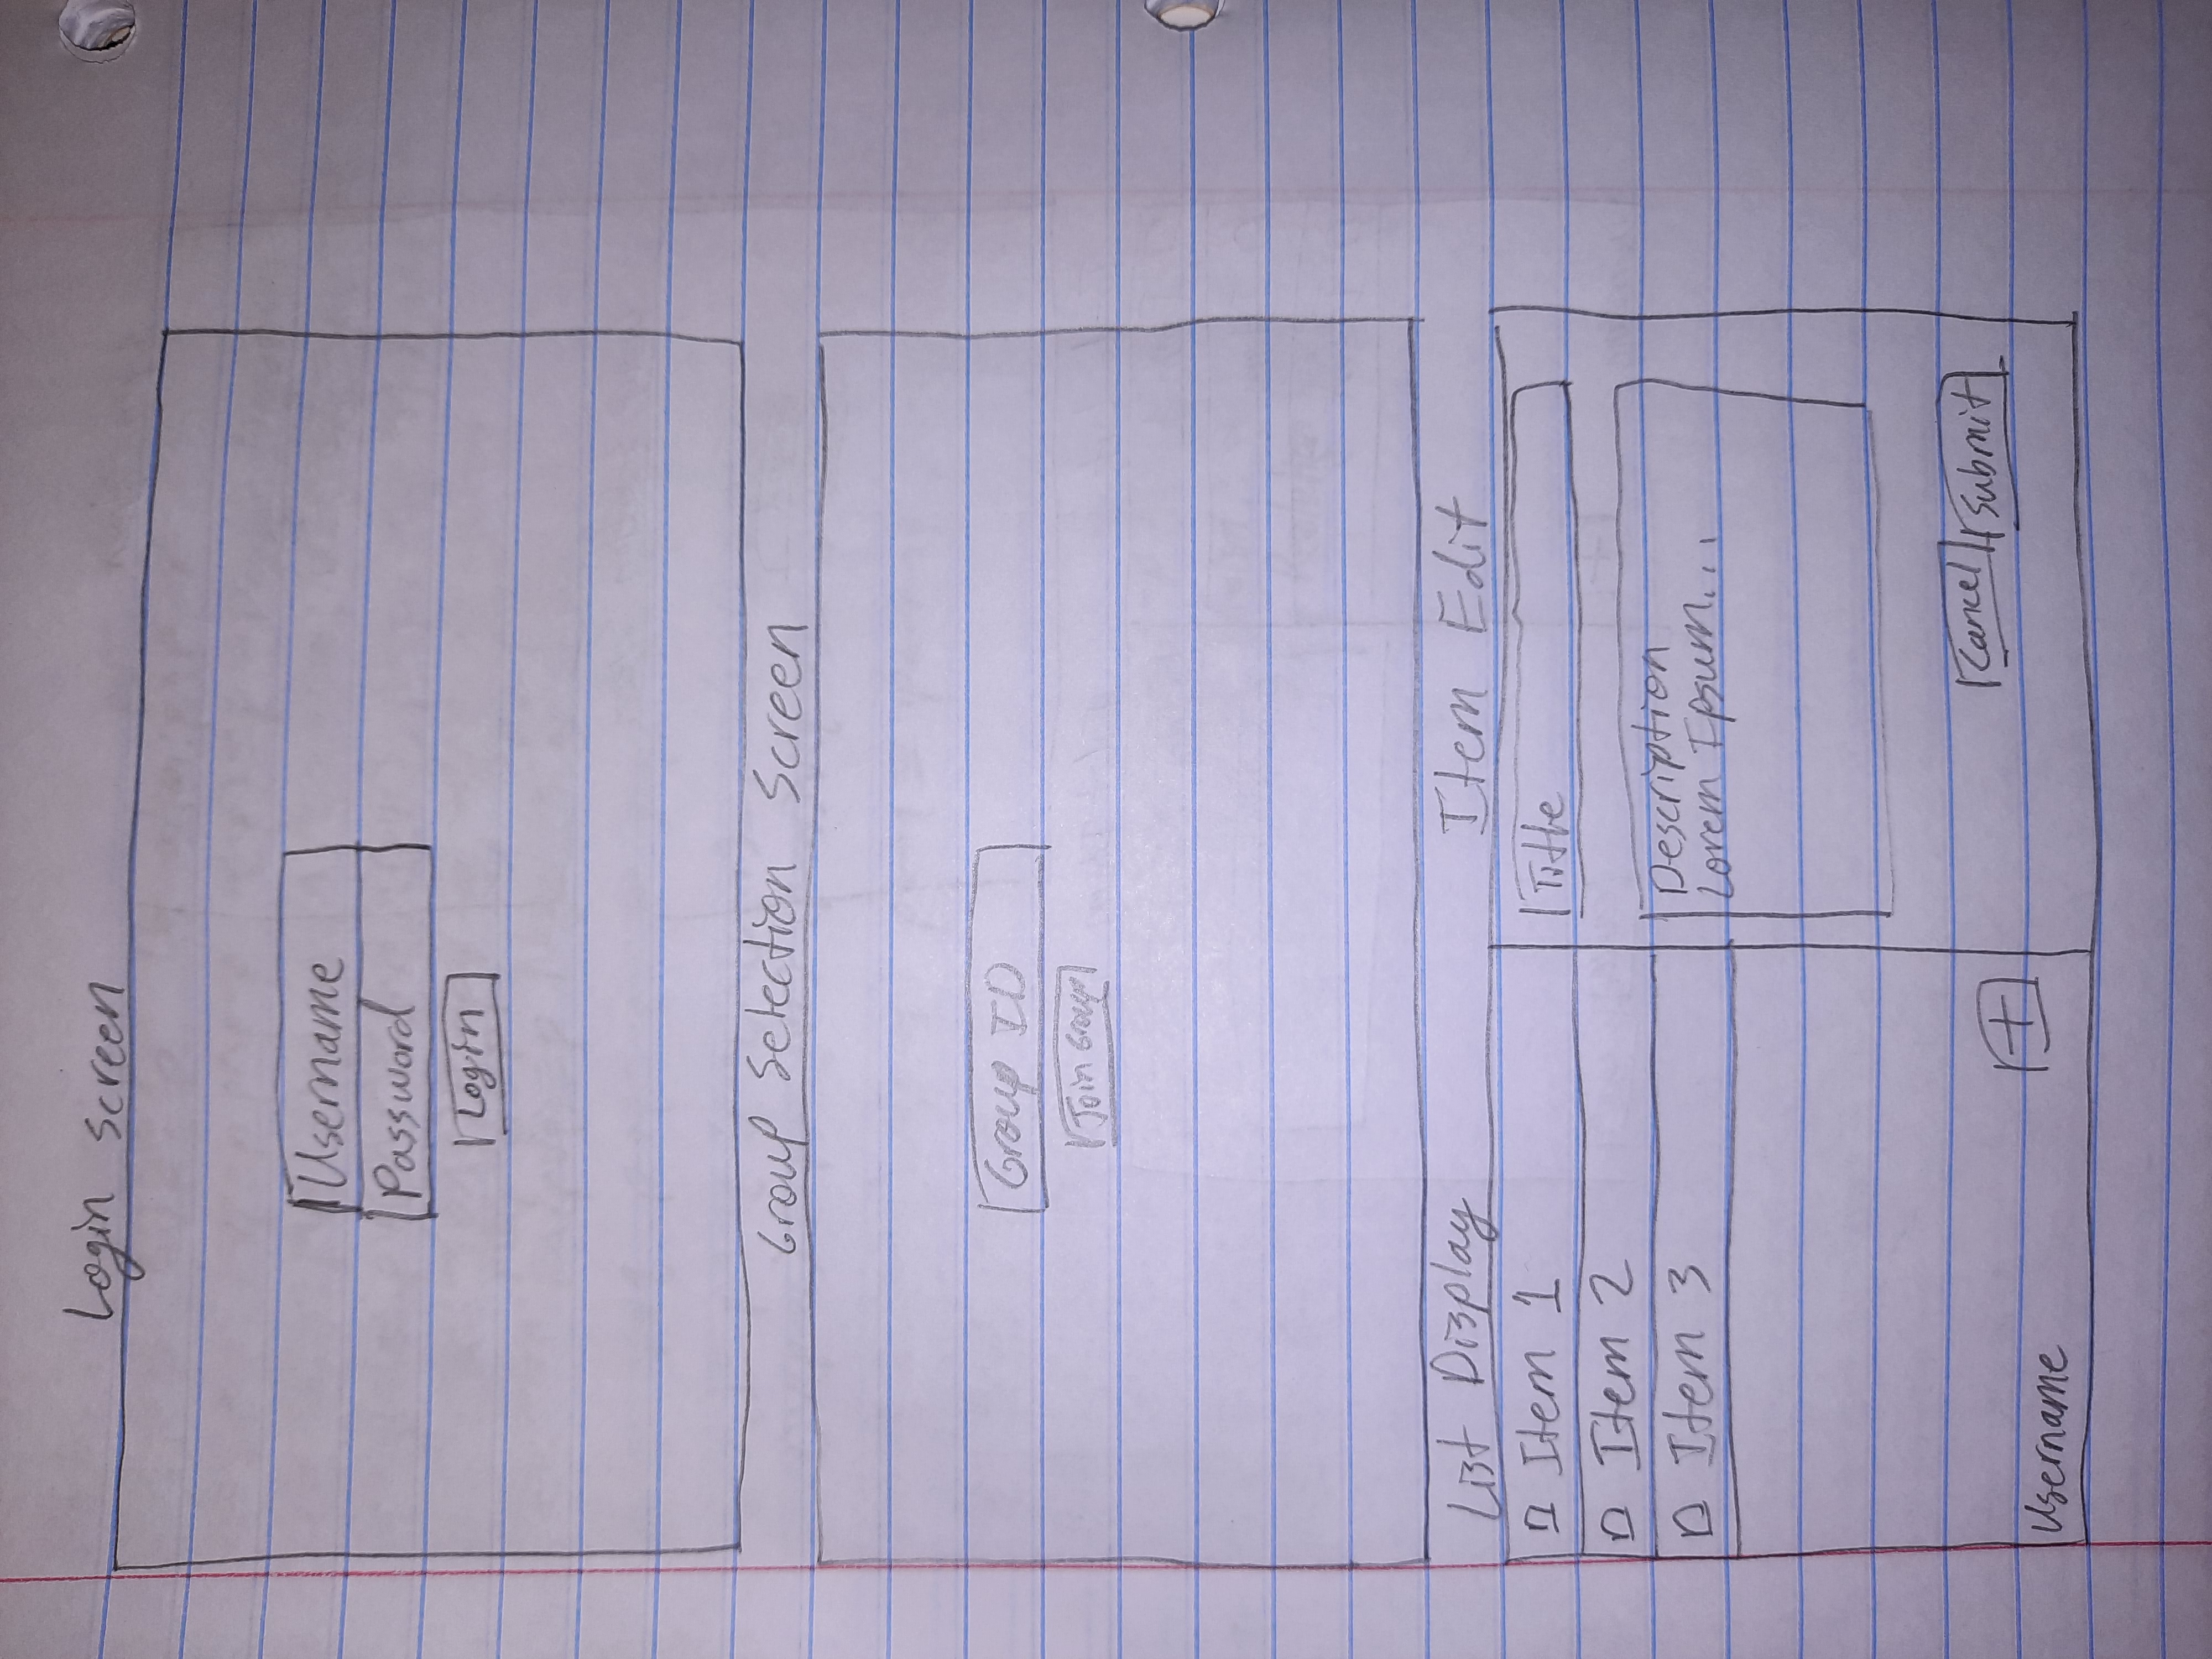 Login Screen
Username
Password
Login
Group Selection Screen
Group ID
Join Group
List Display
Item 1
Item 2
Item 3
+
Username
Item Edit
Title
Description
Lorem Ipsum...
Cancel
Submit